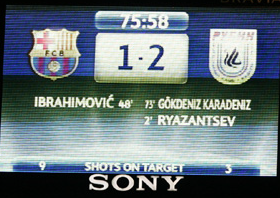 75:58
FCB
1-2
IBRAHIMOVIĆ 48' 73' GÖKDENIZ KARADENIZ
2' RYAZANTSEV
9 SHOTS ON TARGET 3
SONY